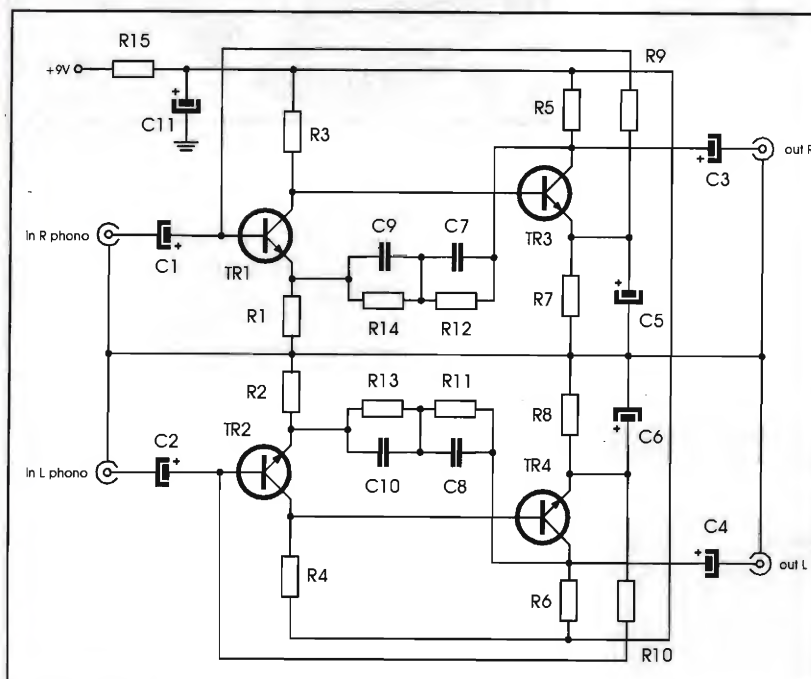 R15
R9
+9V
+
C11
R3
R5
out R
+
C3
C9
C7
In R phono
TR3
C1
+
TR1
+
R1
R14
R12
R7
C5
R2
R13
R11
R8
TR2
C6
+
C2
In L phono
+
TR4
C10
C8
C4
+
R4
out L
R6
R10